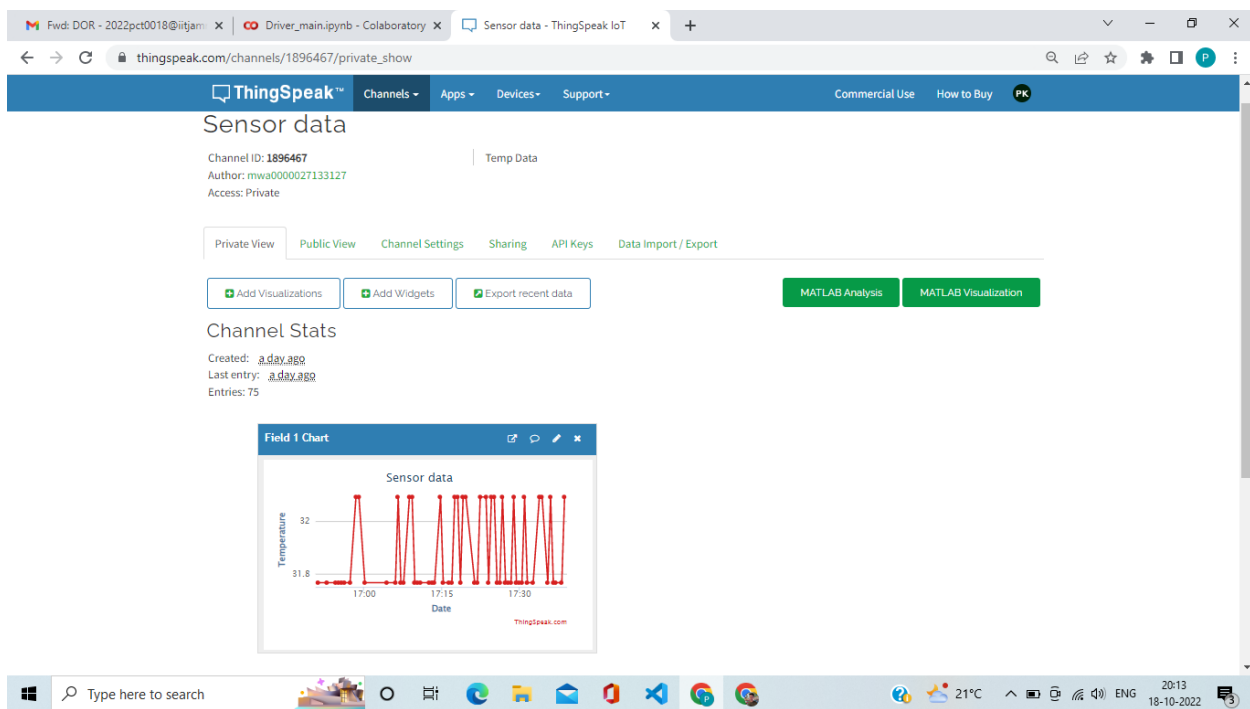 Fwd: DOR - 2022pct0018@iitjam
Driver_main.ipynb - Colaboratory
Sensor data - ThingSpeak IoT
thingspeak.com/channels/1896467/private_show
P
ThingSpeak™
Channels
Apps
Devices
Support
Commercial Use
How to Buy
PK
Sensor data
Channel ID: 1896467
Temp Data
Author: mwa0000027133127
Access: Private
Private View
Public View
Channel Settings
Sharing
API Keys
Data Import / Export
Add Visualizations
Add Widgets
Export recent data
MATLAB Analysis
MATLAB Visualization
Channel Stats
Created: a day ago
Last entry: a day ago
Entries: 75
Field 1 Chart
Sensor data
Temperature
32
31.8
17:00
17:15
17:30
Date
ThingSpeak.com
Type here to search
21°C
ENG
20:13
18-10-2022
3